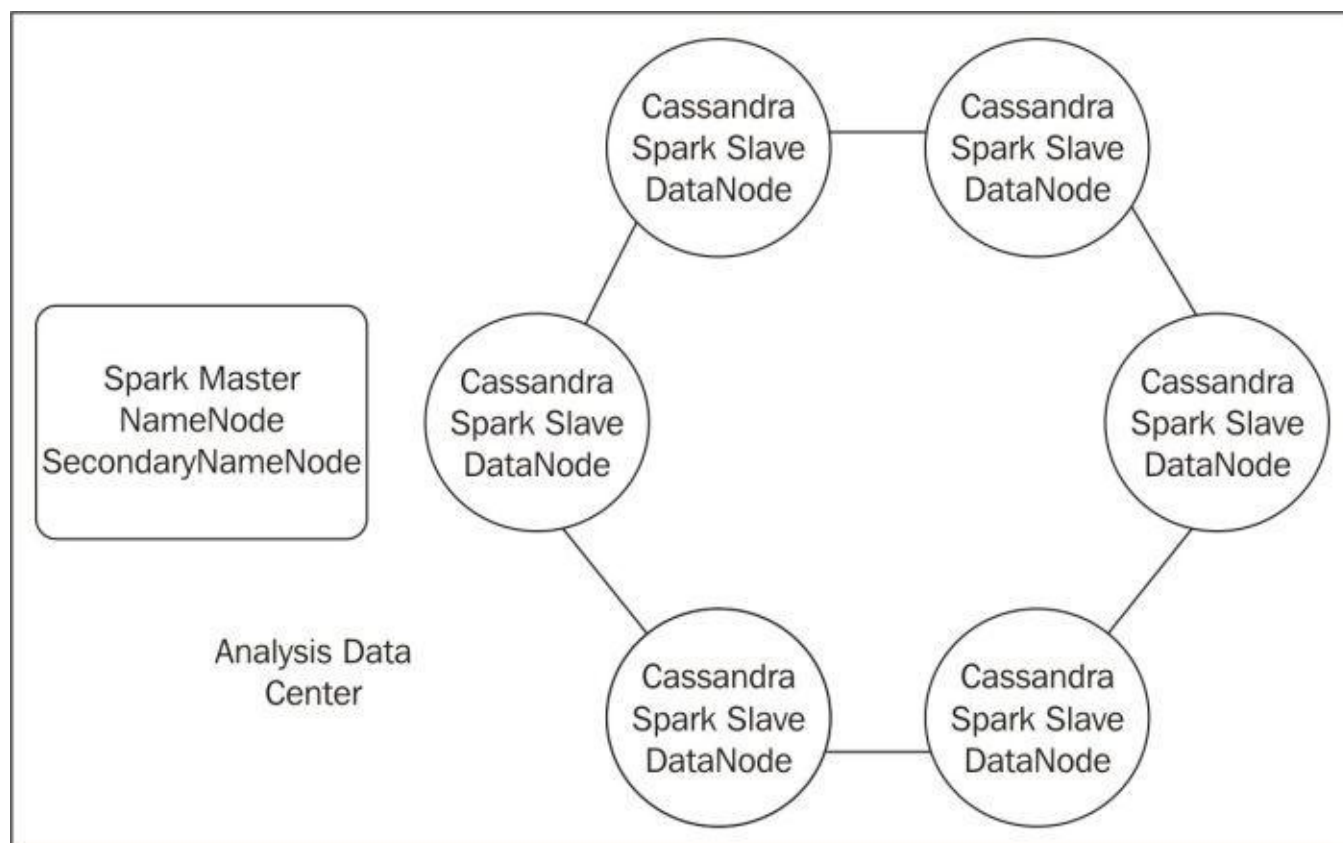 Cassandra
Spark Slave
DataNode
Cassandra
Spark Slave
DataNode
Spark Master
NameNode
SecondaryNameNode
Cassandra
Spark Slave
DataNode
Cassandra
Spark Slave
DataNode
Analysis Data
Center
Cassandra
Spark Slave
DataNode
Cassandra
Spark Slave
DataNode